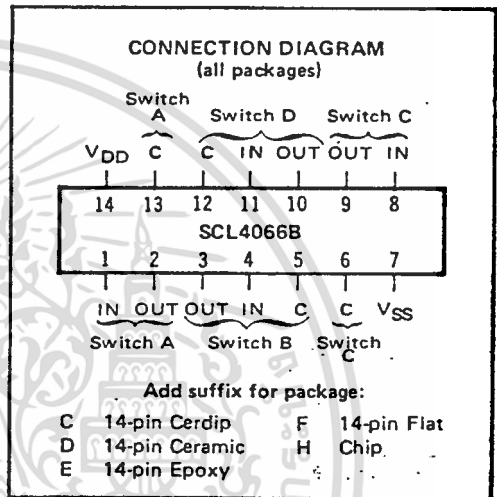 CONNECTION DIAGRAM
(all packages)
Switch A Switch D Switch C
VDD C C IN OUT OUT IN
14 13 12 11 10 9 8
SCL4066B
1 2 3 4 5 6 7
IN OUT OUT IN C C VSS
Switch A Switch B Switch C
Add suffix for package:
C 14-pin Cerdip F 14-pin Flat
D 14-pin Ceramic H Chip
E 14-pin Epoxy